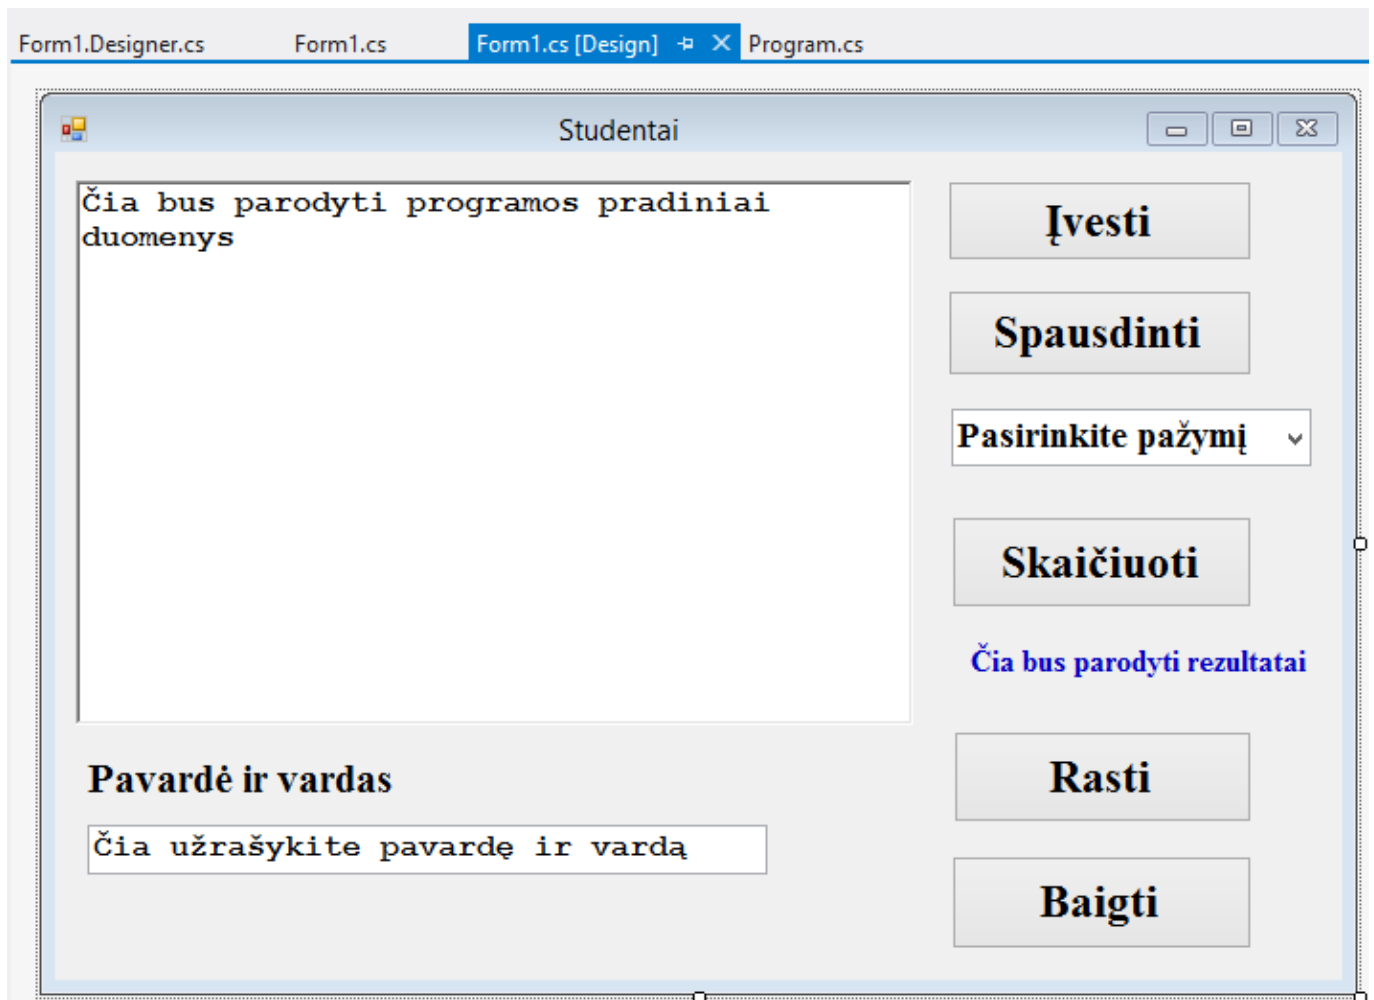 Form1.Designer.cs Form1.cs Form1.cs [Design] Program.cs
Studentai
Čia bus parodyti programos pradiniai
duomenys
Įvesti
Spausdinti
Pasirinkite pažymį
Skaičiuoti
Čia bus parodyti rezultatai
Pavardė ir vardas
Rasti
Čia užrašykite pavardę ir vardą
Baigti